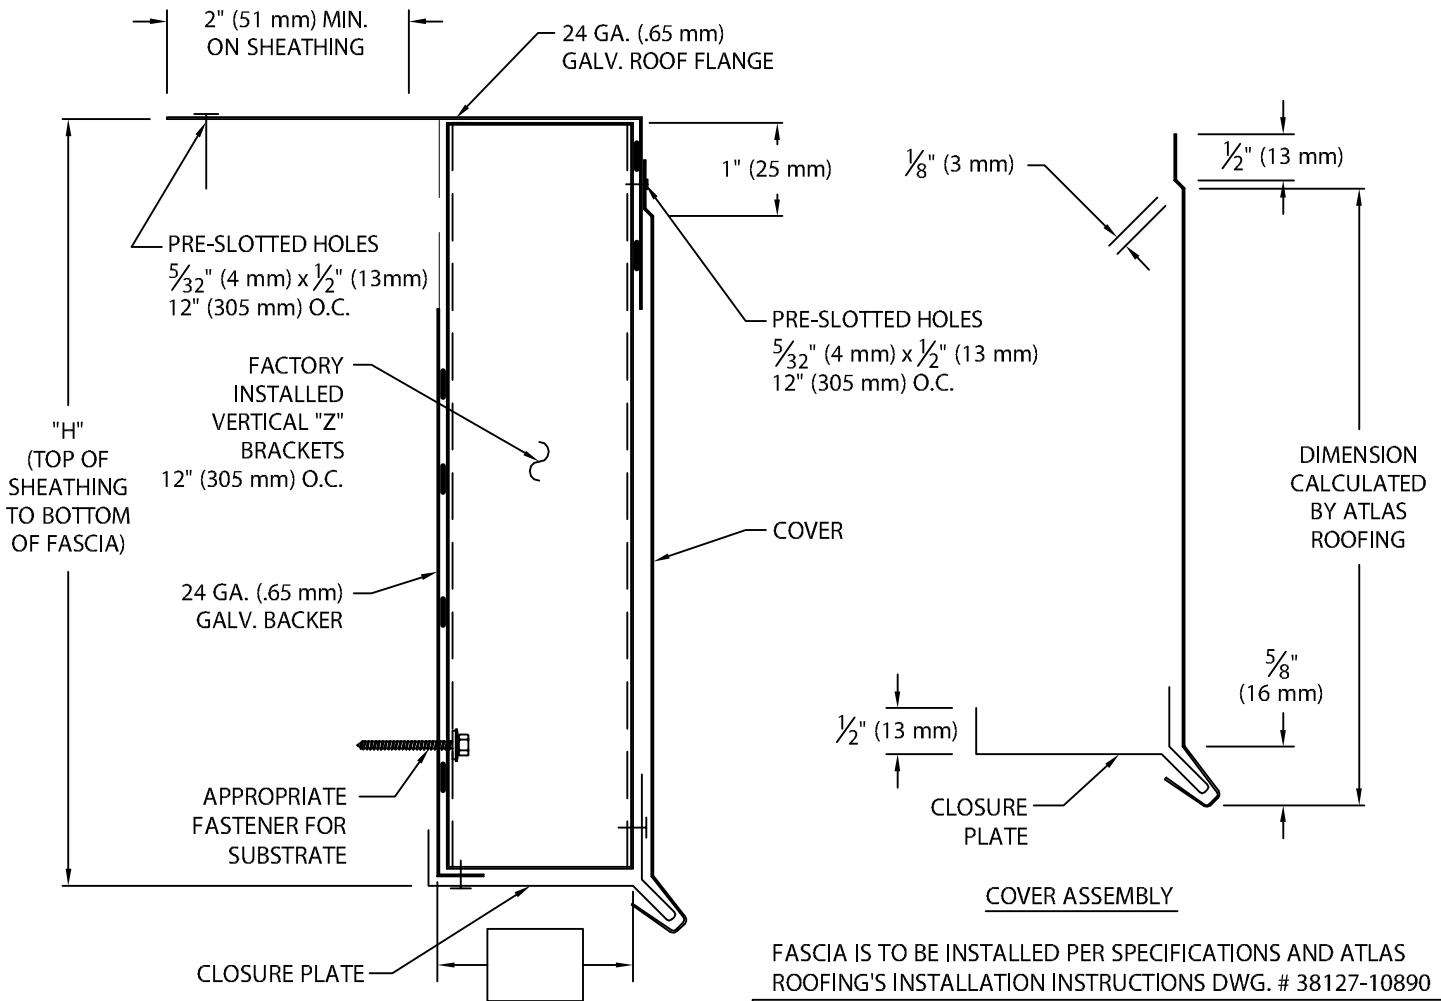 2" (51 mm) MIN.
ON SHEATHING
24 GA. (.65 mm)
GALV. ROOF FLANGE
1" (25 mm)
PRE-SLOTTED HOLES
5/32" (4 mm) x 1/2" (13mm)
12" (305 mm) O.C.
PRE-SLOTTED HOLES
5/32" (4 mm) x 1/2" (13 mm)
12" (305 mm) O.C.
FACTORY
INSTALLED
VERTICAL "Z"
BRACKETS
12" (305 mm) O.C.
"H"
(TOP OF
SHEATHING
TO BOTTOM
OF FASCIA)
COVER
24 GA. (.65 mm)
GALV. BACKER
APPROPRIATE
FASTENER FOR
SUBSTRATE
CLOSURE PLATE
1/8" (3 mm)
1/2" (13 mm)
DIMENSION
CALCULATED
BY ATLAS
ROOFING
5/8"
(16 mm)
1/2" (13 mm)
CLOSURE
PLATE
COVER ASSEMBLY
FASCIA IS TO BE INSTALLED PER SPECIFICATIONS AND ATLAS
ROOFING'S INSTALLATION INSTRUCTIONS DWG. # 38127-10890